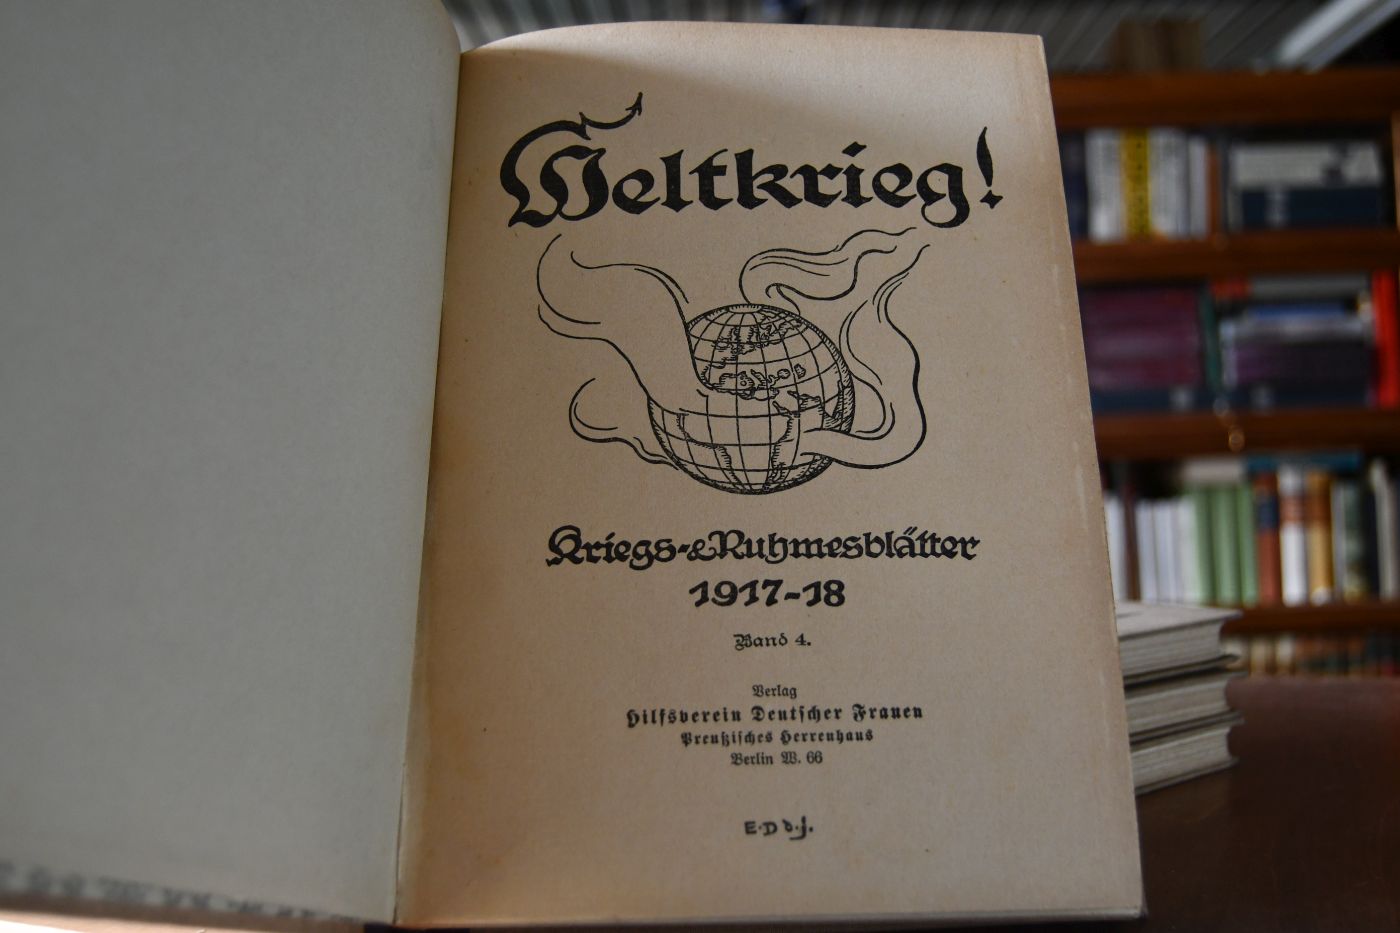 Weltkrieg!
Kriegs- & Ruhmesblätter
1917-18
Band 4.
Verlag
Hilfsverein Deutscher Frauen
Preußisches Herrenhaus
Berlin W. 66
E·D d·j.